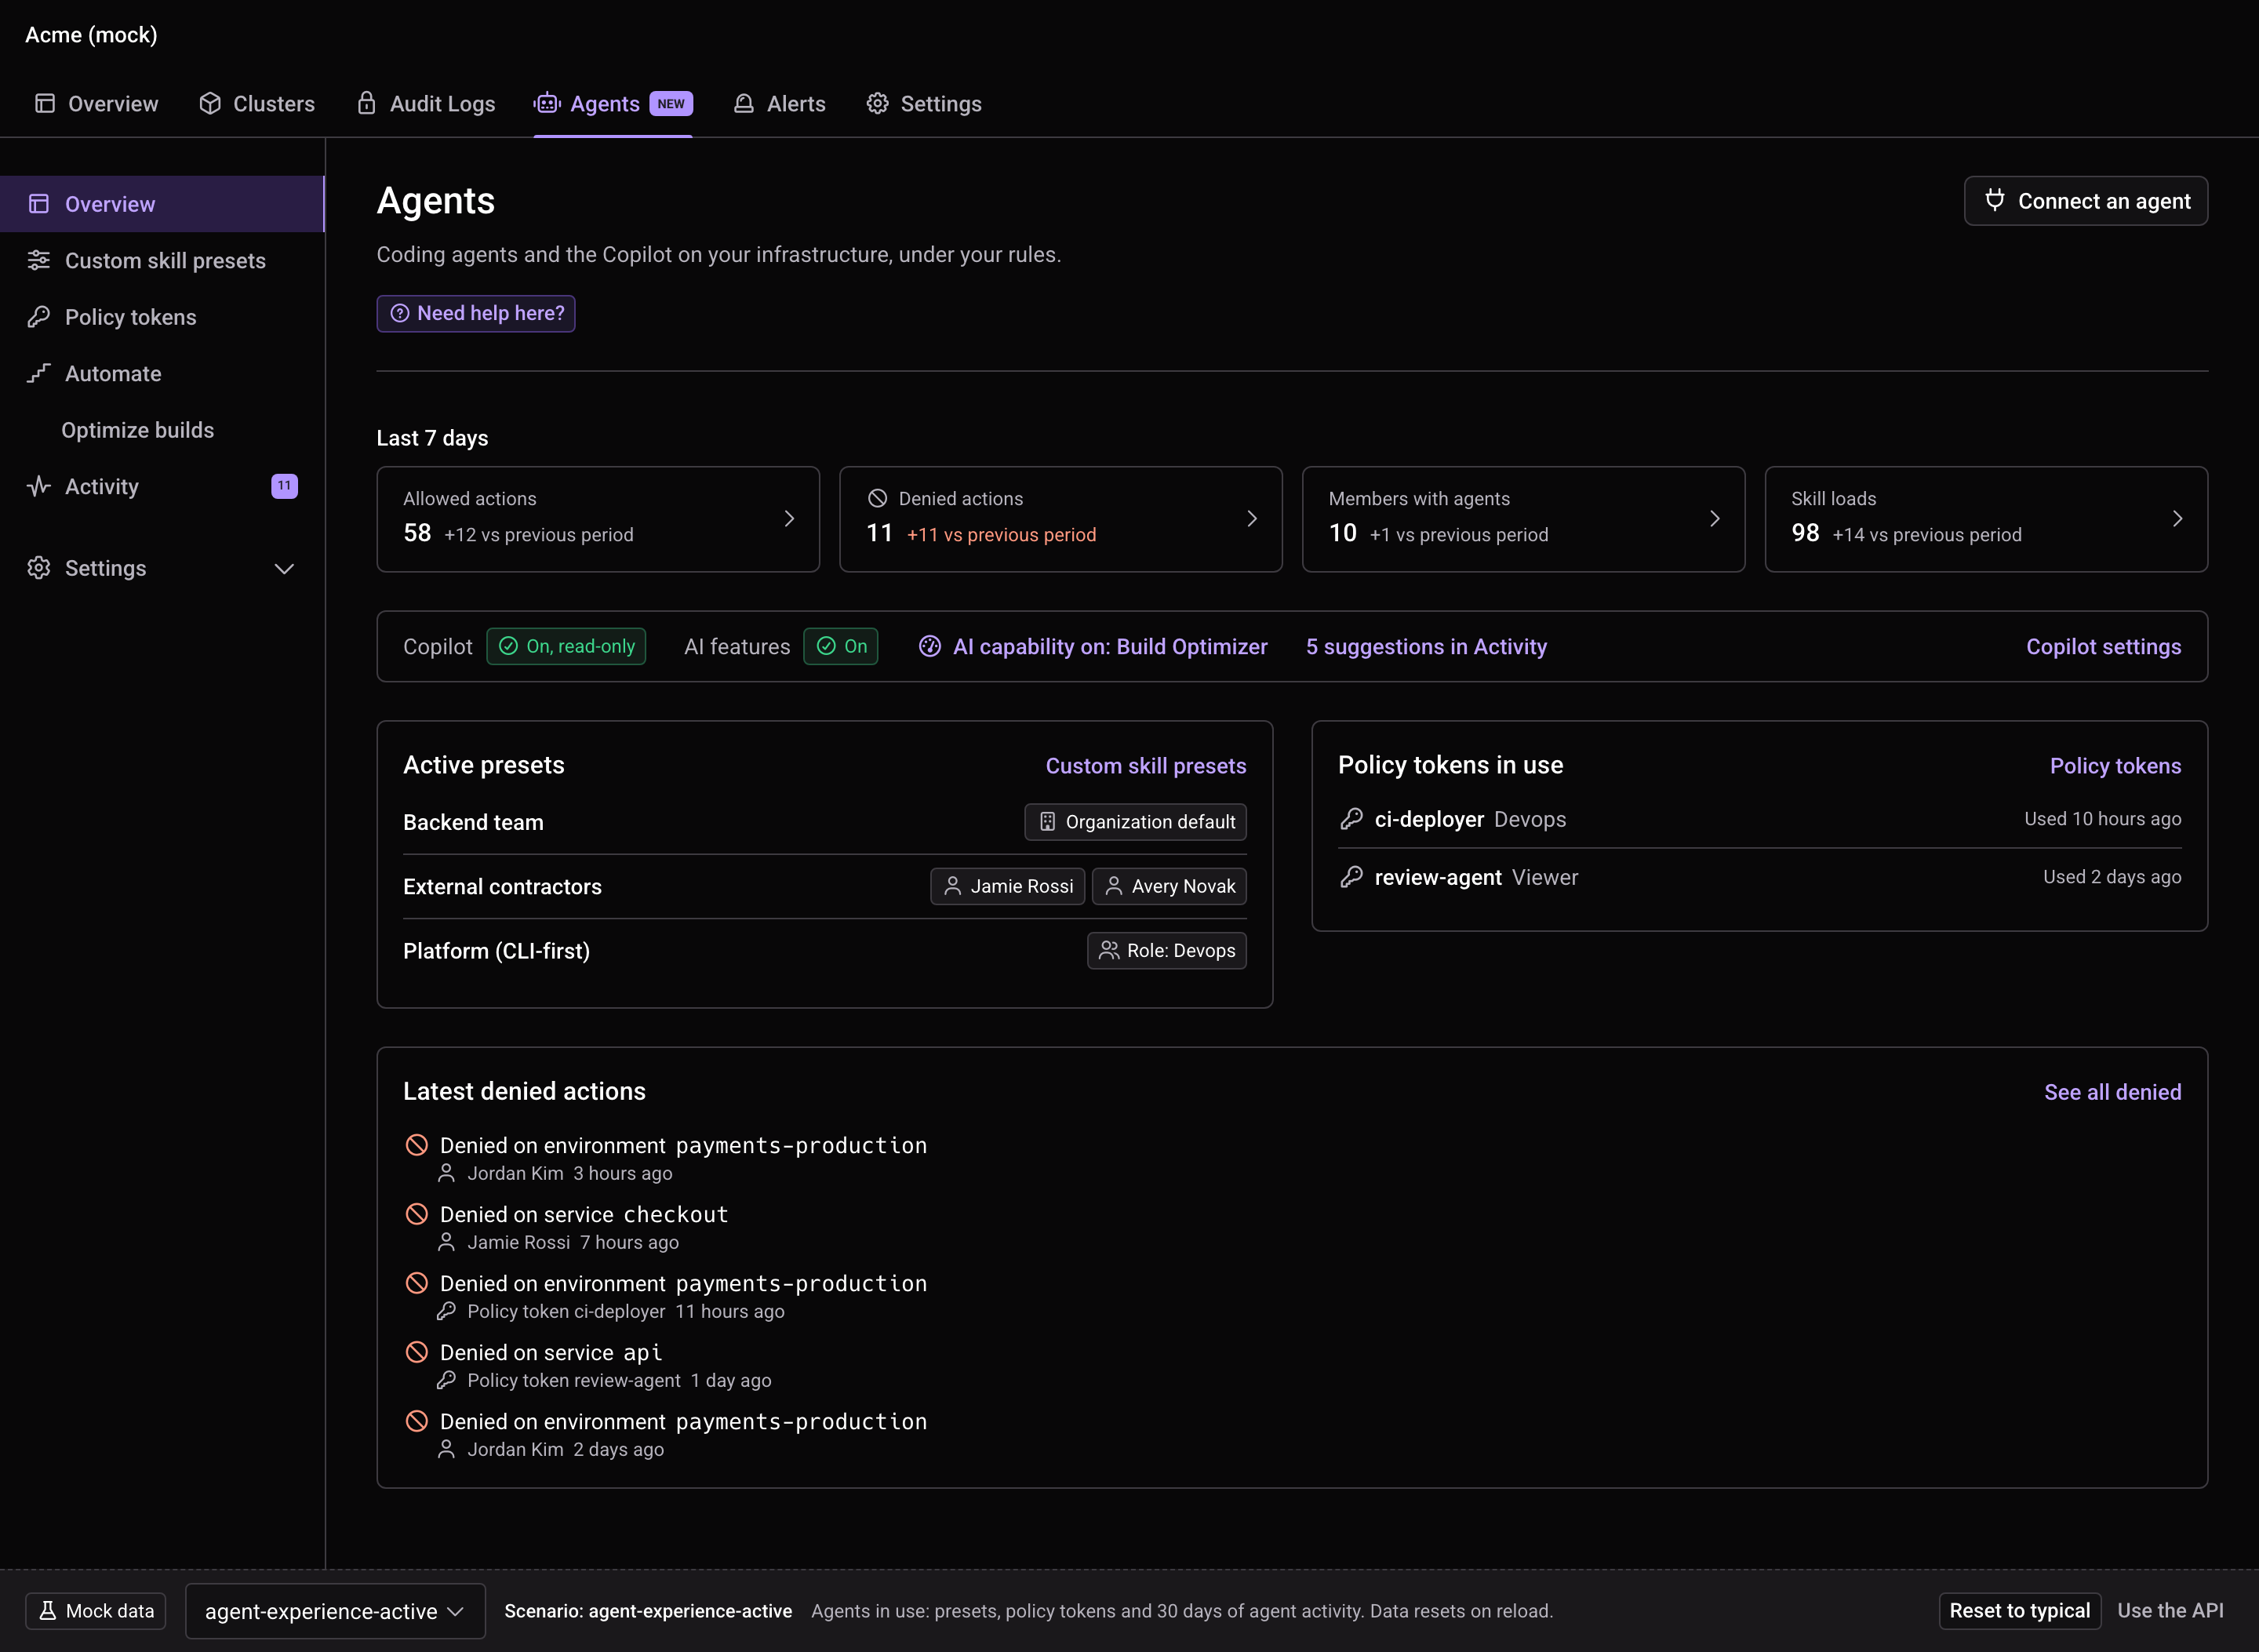 Acme (mock)
Overview
Clusters
Audit Logs
Agents NEW
Alerts
Settings
Overview
Custom skill presets
Policy tokens
Automate
Optimize builds
Activity 11
Settings
Agents
Connect an agent
Coding agents and the Copilot on your infrastructure, under your rules.
Need help here?
Last 7 days
Allowed actions
58 +12 vs previous period
Denied actions
11 +11 vs previous period
Members with agents
10 +1 vs previous period
Skill loads
98 +14 vs previous period
Copilot On, read-only AI features On AI capability on: Build Optimizer 5 suggestions in Activity Copilot settings
Active presets Custom skill presets
Backend team Organization default
External contractors Jamie Rossi Avery Novak
Platform (CLI-first) Role: Devops
Policy tokens in use Policy tokens
ci-deployer Devops Used 10 hours ago
review-agent Viewer Used 2 days ago
Latest denied actions See all denied
Denied on environment payments-production
Jordan Kim 3 hours ago
Denied on service checkout
Jamie Rossi 7 hours ago
Denied on environment payments-production
Policy token ci-deployer 11 hours ago
Denied on service api
Policy token review-agent 1 day ago
Denied on environment payments-production
Jordan Kim 2 days ago
Mock data agent-experience-active Scenario: agent-experience-active Agents in use: presets, policy tokens and 30 days of agent activity. Data resets on reload. Reset to typical Use the API